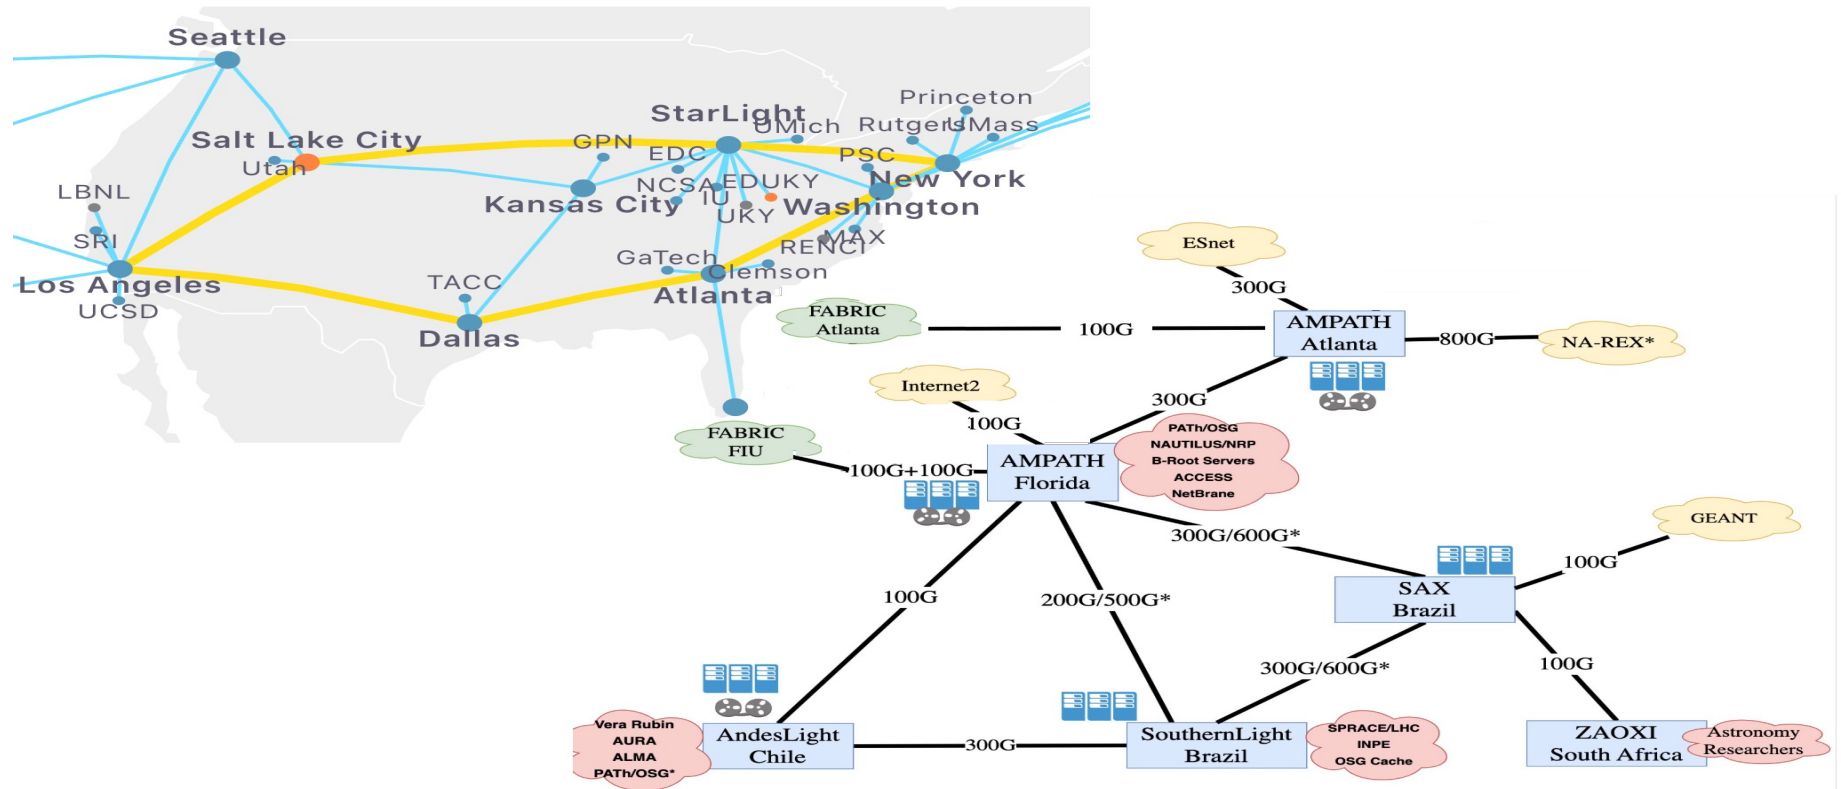 Seattle
Salt Lake City
Utah
LBNL
SRI
Los Angeles
UCSD
GPN
Kansas City
TACC
Dallas
StarLight
UMich
EDC
NCSA
IU
EDUKY
UKY
PSC
Princeton
Rutgers
UMass
New York
Washington
MAX
RENCI
GaTech
Clemson
Atlanta
ESnet
300G
FABRIC
Atlanta
100G
AMPATH
Atlanta
800G
NA-REX*
Internet2
100G
300G
FABRIC
FIU
100G+100G
AMPATH
Florida
PATh/OSG
NAUTILUS/NRP
B-Root Servers
ACCESS
NetBrane
300G/600G*
GEANT
100G
SAX
Brazil
100G
200G/500G*
300G/600G*
100G
Vera Rubin
AURA
ALMA
PATh/OSG*
AndesLight
Chile
300G
SouthernLight
Brazil
SPRACE/LHC
INPE
OSG Cache
ZAOXI
South Africa
Astronomy
Researchers